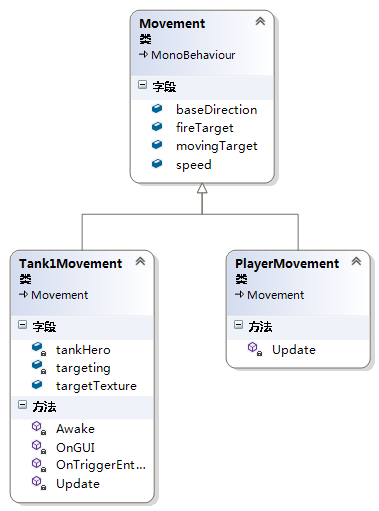 Movement
类
MonoBehaviour
字段
baseDirection
fireTarget
movingTarget
speed
Tank1Movement
类
Movement
字段
tankHero
targeting
targetTexture
方法
Awake
OnGUI
OnTriggerEnt...
Update
PlayerMovement
类
Movement
方法
Update